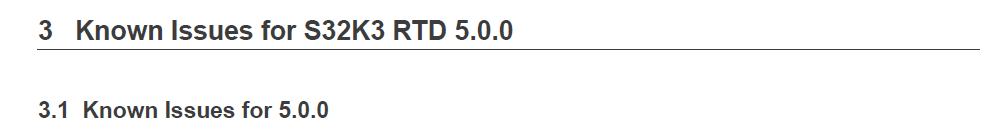 3 Known Issues for S32K3 RTD 5.0.0
3.1 Known Issues for 5.0.0